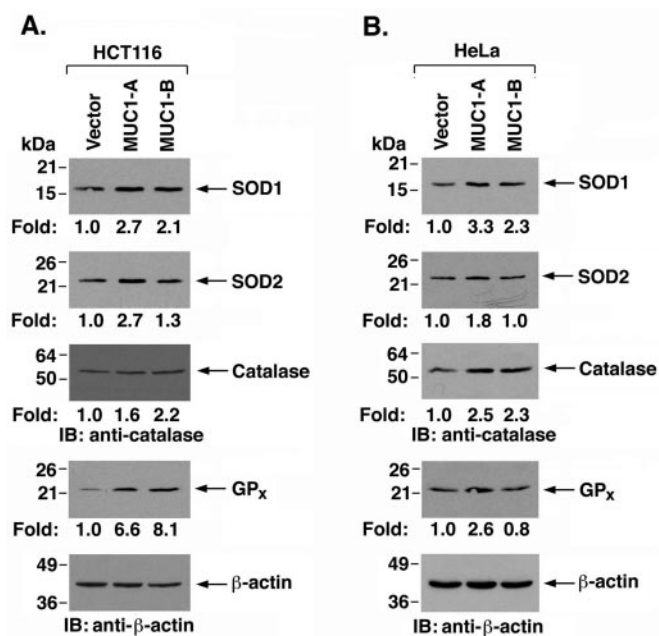 A.
HCT116
Vector
MUC1-A
MUC1-B
kDa
21
15
SOD1
Fold: 1.0 2.7 2.1
26
21
SOD2
Fold: 1.0 2.7 1.3
64
50
Catalase
Fold: 1.0 1.6 2.2
IB: anti-catalase
26
21
GPx
Fold: 1.0 6.6 8.1
49
36
β-actin
IB: anti-β-actin
B.
HeLa
Vector
MUC1-A
MUC1-B
kDa
21
15
SOD1
Fold: 1.0 3.3 2.3
26
21
SOD2
Fold: 1.0 1.8 1.0
64
50
Catalase
Fold: 1.0 2.5 2.3
IB: anti-catalase
26
21
GPx
Fold: 1.0 2.6 0.8
49
36
β-actin
IB: anti-β-actin